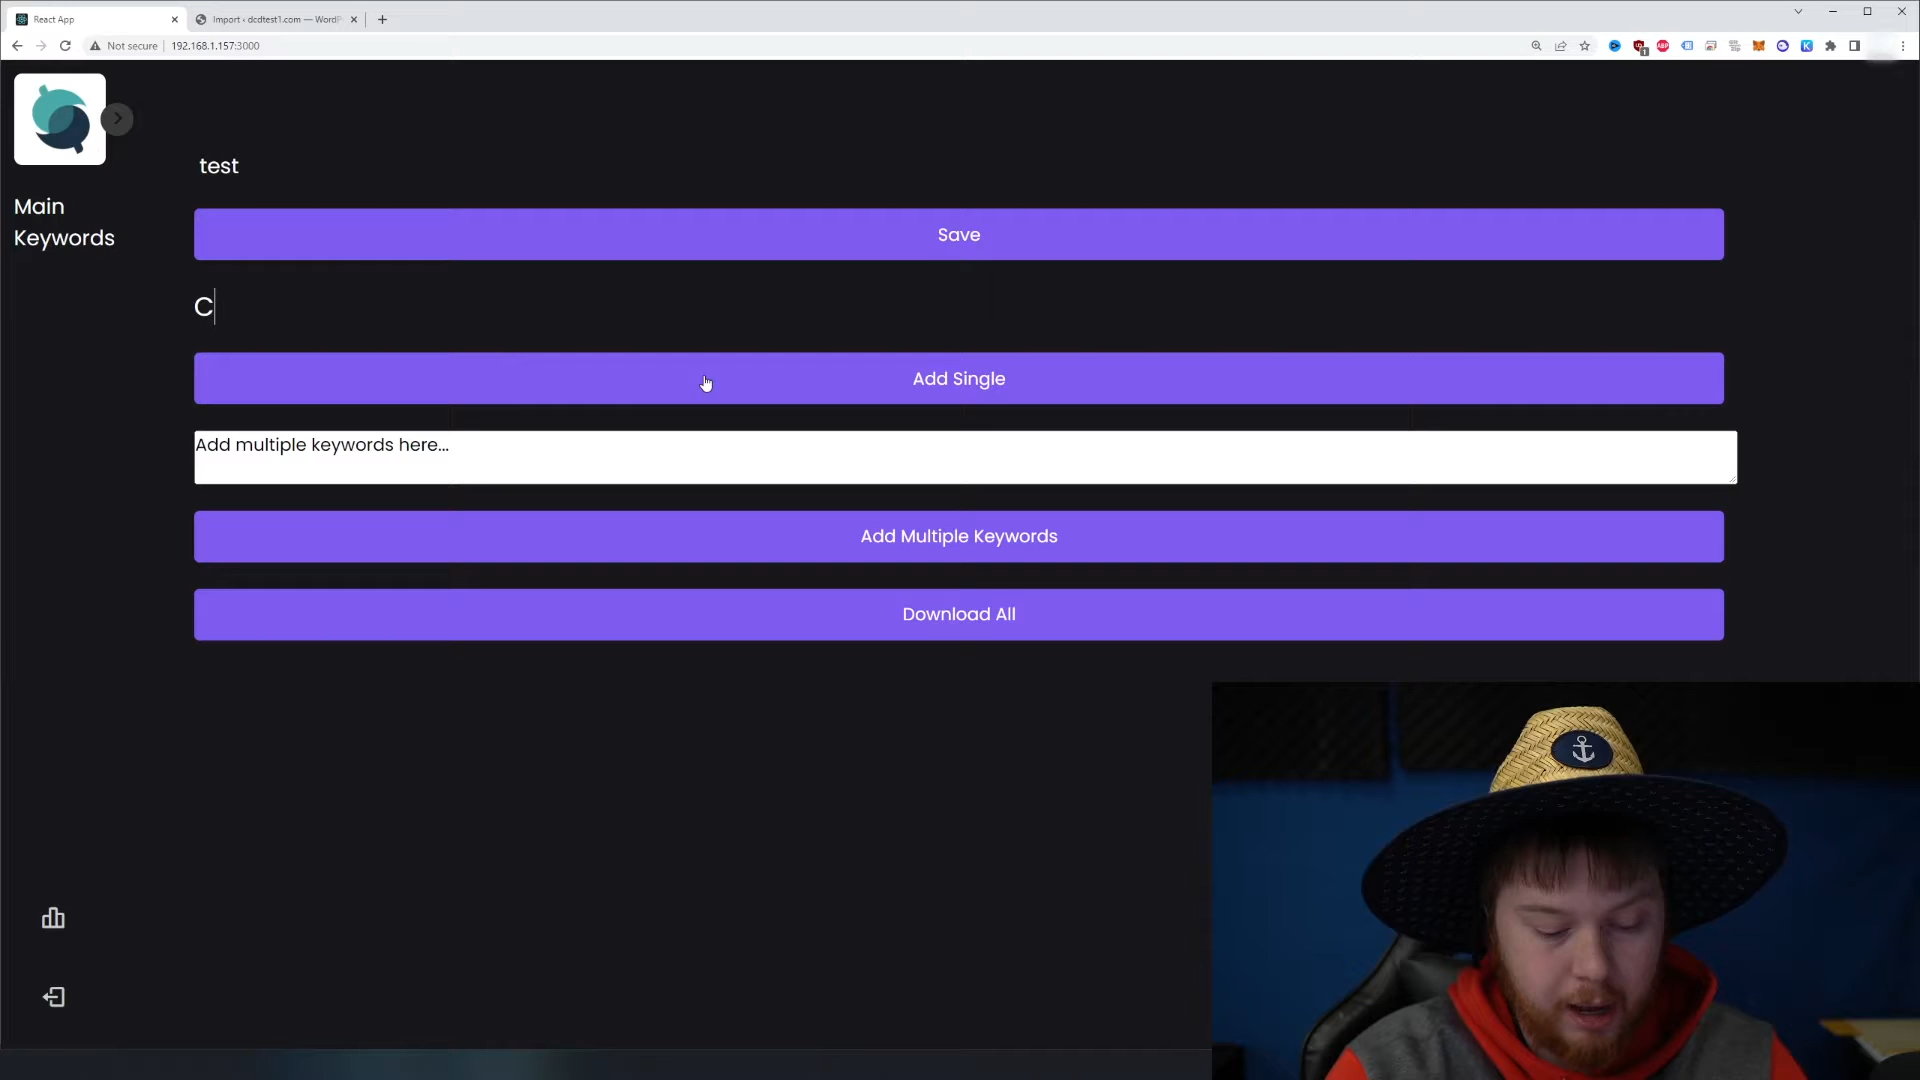 React App
Import ‹ dcdtest1.com — WordP
Not secure
192.168.1.157:3000
test
Main
Keywords
Save
C
Add Single
Add multiple keywords here...
Add Multiple Keywords
Download All